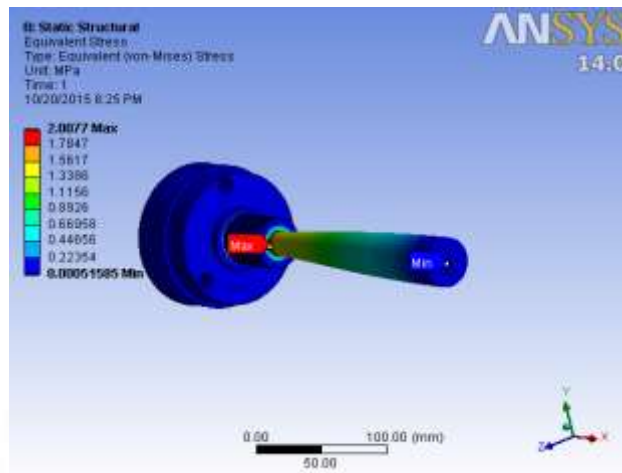 B: Static Structural
Equivalent Stress
Type: Equivalent (von-Mises) Stress
Unit: MPa
Time: 1
10/20/2015 8:25 PM
ANSYS
14.0
2.0077 Max
1.7847
1.5617
1.3386
1.1156
0.8926
0.66958
0.44656
0.22354
0.00051585 Min
Max
Min
0.00
100.00 (mm)
50.00
Y
Z
X